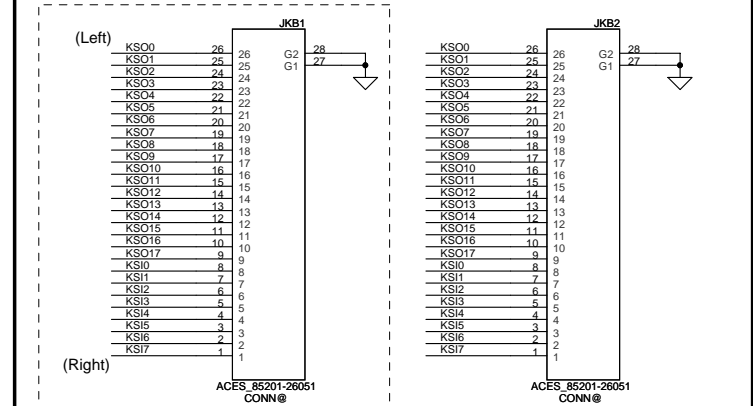 JKB1
(Left)
KSO0 26 26 G2 28
KSO1 25 25 G1 27
KSO2 24 24
KSO3 23 23
KSO4 22 22
KSO5 21 21
KSO6 20 20
KSO7 19 19
KSO8 18 18
KSO9 17 17
KSO10 16 16
KSO11 15 15
KSO12 14 14
KSO13 13 13
KSO14 12 12
KSO15 11 11
KSO16 10 10
KSO17 9 9
KSI0 8 8
KSI1 7 7
KSI2 6 6
KSI3 5 5
KSI4 4 4
KSI5 3 3
KSI6 2 2
KSI7 1 1
(Right)
ACES_85201-26051
CONN@
JKB2
KSO0 26 26 G2 28
KSO1 25 25 G1 27
KSO2 24 24
KSO3 23 23
KSO4 22 22
KSO5 21 21
KSO6 20 20
KSO7 19 19
KSO8 18 18
KSO9 17 17
KSO10 16 16
KSO11 15 15
KSO12 14 14
KSO13 13 13
KSO14 12 12
KSO15 11 11
KSO16 10 10
KSO17 9 9
KSI0 8 8
KSI1 7 7
KSI2 6 6
KSI3 5 5
KSI4 4 4
KSI5 3 3
KSI6 2 2
KSI7 1 1
ACES_85201-26051
CONN@